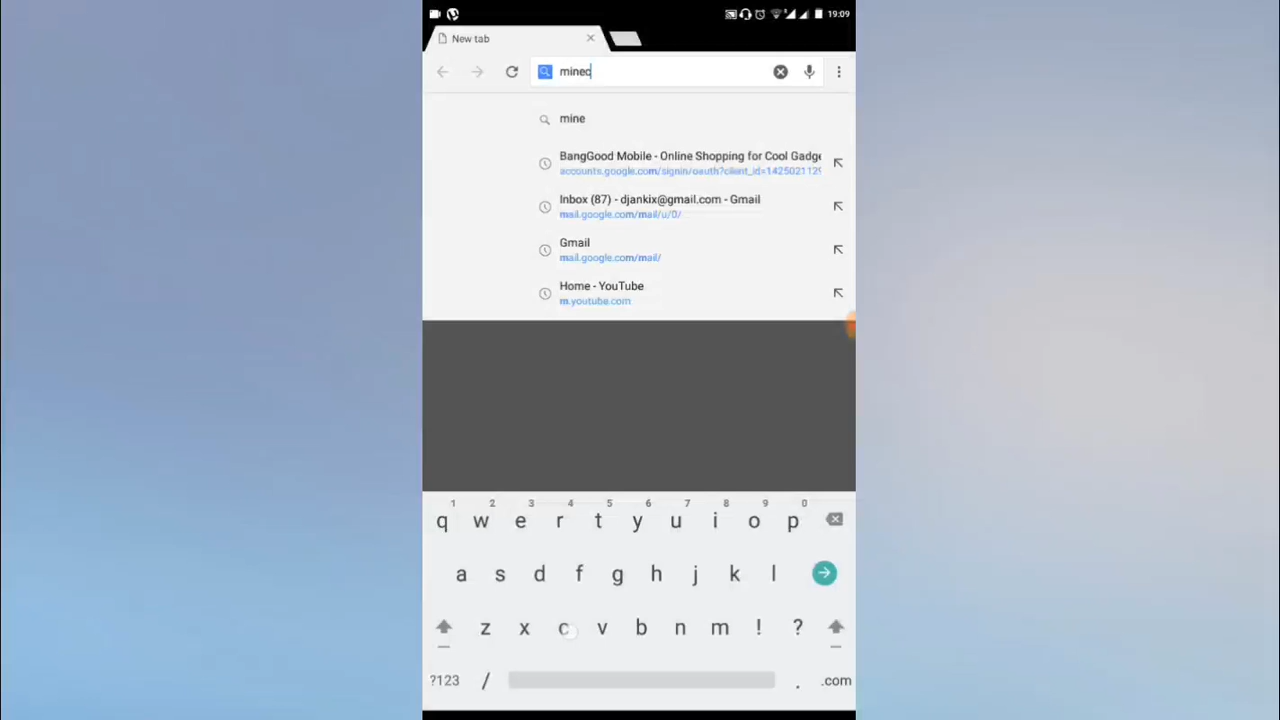 19:09
New tab
minec
mine
BangGood Mobile - Online Shopping for Cool Gadge
accounts.google.com/signin/oauth?client_id=1425021129
Inbox (87) - djankix@gmail.com - Gmail
mail.google.com/mail/u/0/
Gmail
mail.google.com/mail/
Home - YouTube
m.youtube.com
1 2 3 4 5 6 7 8 9 0
q w e r t y u i o p
a s d f g h j k l
z x c v b n m ! ?
?123 / . .com